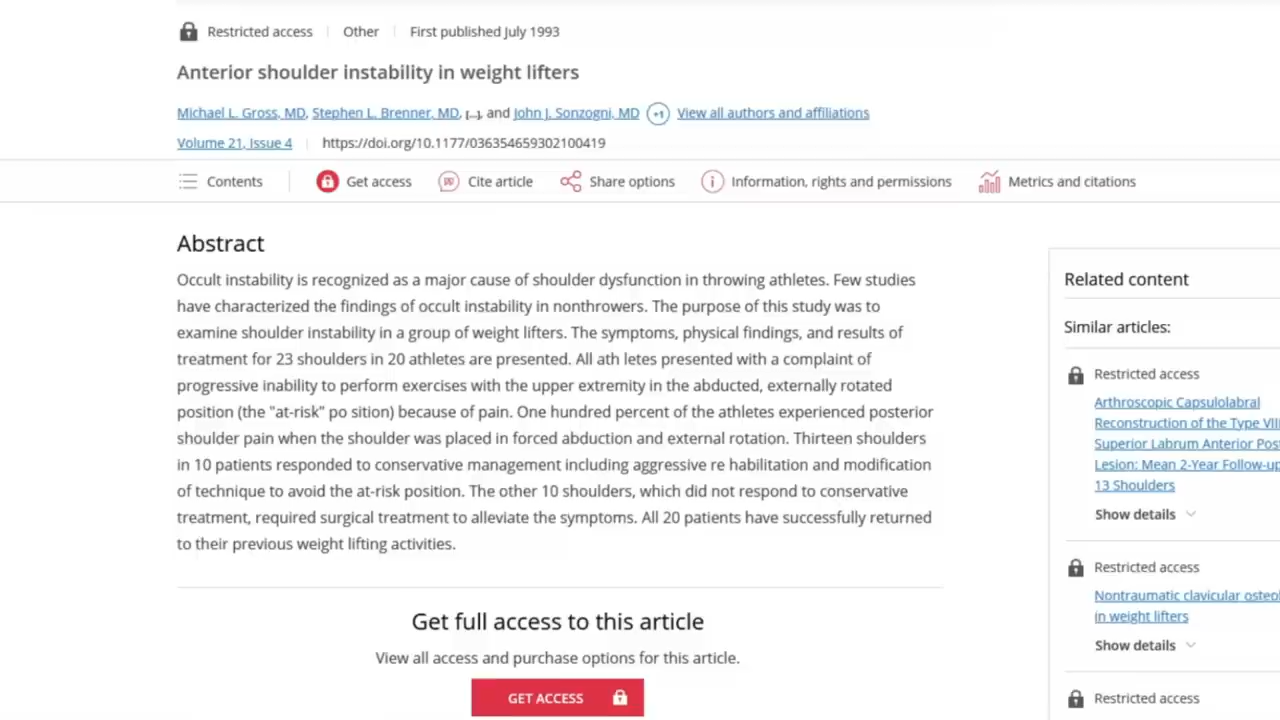 Restricted access | Other | First published July 1993
Anterior shoulder instability in weight lifters
Michael L. Gross, MD, Stephen L. Brenner, MD, [...], and John J. Sonzogni, MD +1 View all authors and affiliations
Volume 21, Issue 4 | https://doi.org/10.1177/036354659302100419
Contents | Get access Cite article Share options Information, rights and permissions Metrics and citations
Abstract
Occult instability is recognized as a major cause of shoulder dysfunction in throwing athletes. Few studies
have characterized the findings of occult instability in nonthrowers. The purpose of this study was to
examine shoulder instability in a group of weight lifters. The symptoms, physical findings, and results of
treatment for 23 shoulders in 20 athletes are presented. All ath letes presented with a complaint of
progressive inability to perform exercises with the upper extremity in the abducted, externally rotated
position (the "at-risk" po sition) because of pain. One hundred percent of the athletes experienced posterior
shoulder pain when the shoulder was placed in forced abduction and external rotation. Thirteen shoulders
in 10 patients responded to conservative management including aggressive re habilitation and modification
of technique to avoid the at-risk position. The other 10 shoulders, which did not respond to conservative
treatment, required surgical treatment to alleviate the symptoms. All 20 patients have successfully returned
to their previous weight lifting activities.
Get full access to this article
View all access and purchase options for this article.
GET ACCESS
Related content
Similar articles:
Restricted access
Arthroscopic Capsulolabral
Reconstruction of the Type VIII
Superior Labrum Anterior Pos
Lesion: Mean 2-Year Follow-up
13 Shoulders
Show details
Restricted access
Nontraumatic clavicular osteol
in weight lifters
Show details
Restricted access